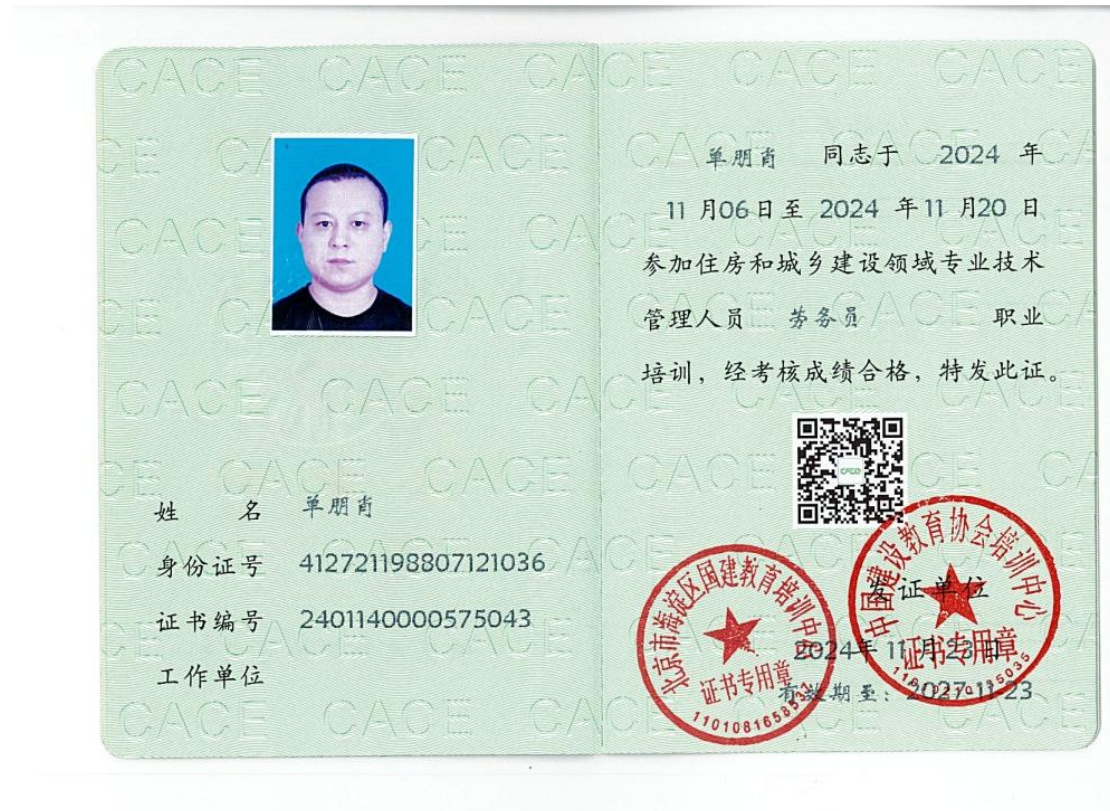 姓 名 单朋肖
身份证号 412721198807121036
证书编号 2401140000575043
工作单位
单朋肖 同志于 2024 年
11 月06日至 2024 年11 月20 日
参加住房和城乡建设领域专业技术
管理人员 劳务员 职业
培训，经考核成绩合格，特发此证。
CACE
发证单位
2024年 11月23日
有效期至：2027-11-23
北京市海淀区国建教育培训中心
证书专用章
中国建设教育协会培训中心
证书专用章